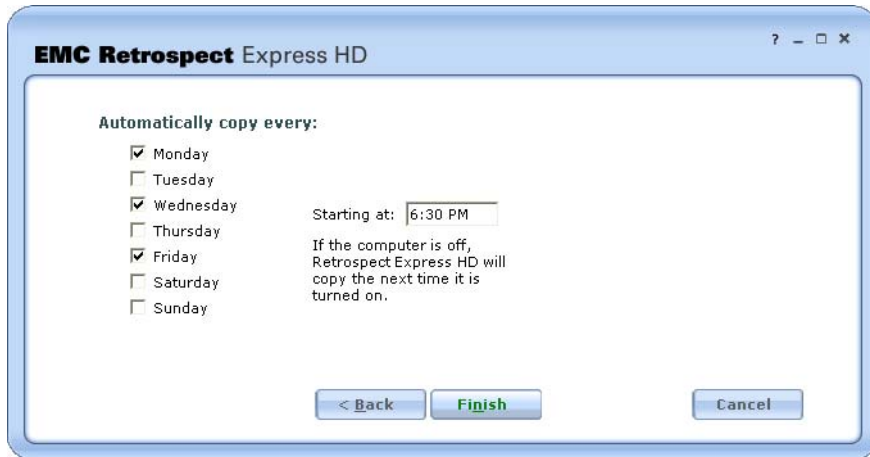 EMC Retrospect Express HD
Automatically copy every:
Monday
Tuesday
Wednesday
Thursday
Friday
Saturday
Sunday
Starting at: 6:30 PM
If the computer is off,
Retrospect Express HD will
copy the next time it is
turned on.
< Back
Finish
Cancel